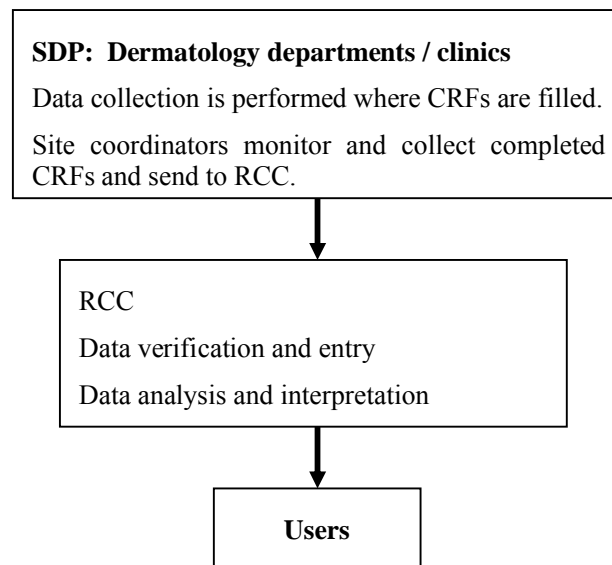 SDP: Dermatology departments / clinics
Data collection is performed where CRFs are filled.
Site coordinators monitor and collect completed
CRFs and send to RCC.
RCC
Data verification and entry
Data analysis and interpretation
Users